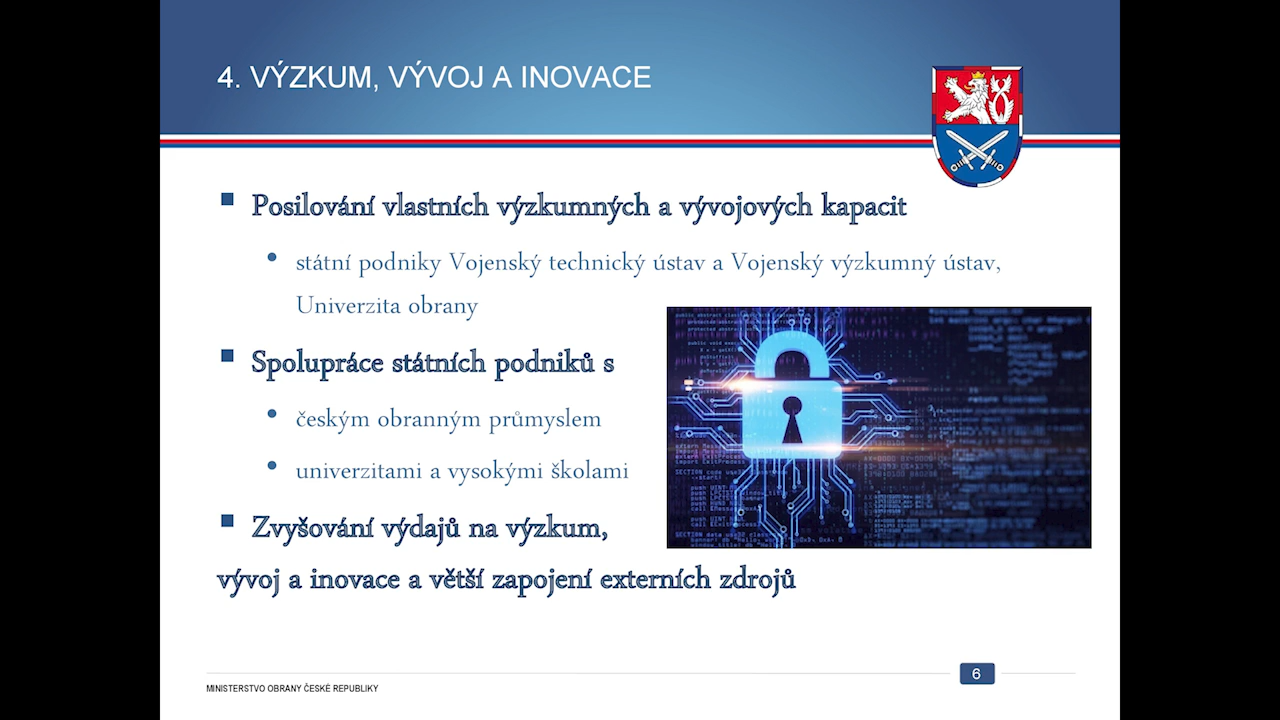 4. VÝZKUM, VÝVOJ A INOVACE
▪ Posilování vlastních výzkumných a vývojových kapacit
• státní podniky Vojenský technický ústav a Vojenský výzkumný ústav,
Univerzita obrany
▪ Spolupráce státních podniků s
• českým obranným průmyslem
• univerzitami a vysokými školami
▪ Zvyšování výdajů na výzkum,
vývoj a inovace a větší zapojení externích zdrojů
MINISTERSTVO OBRANY ČESKÉ REPUBLIKY
6